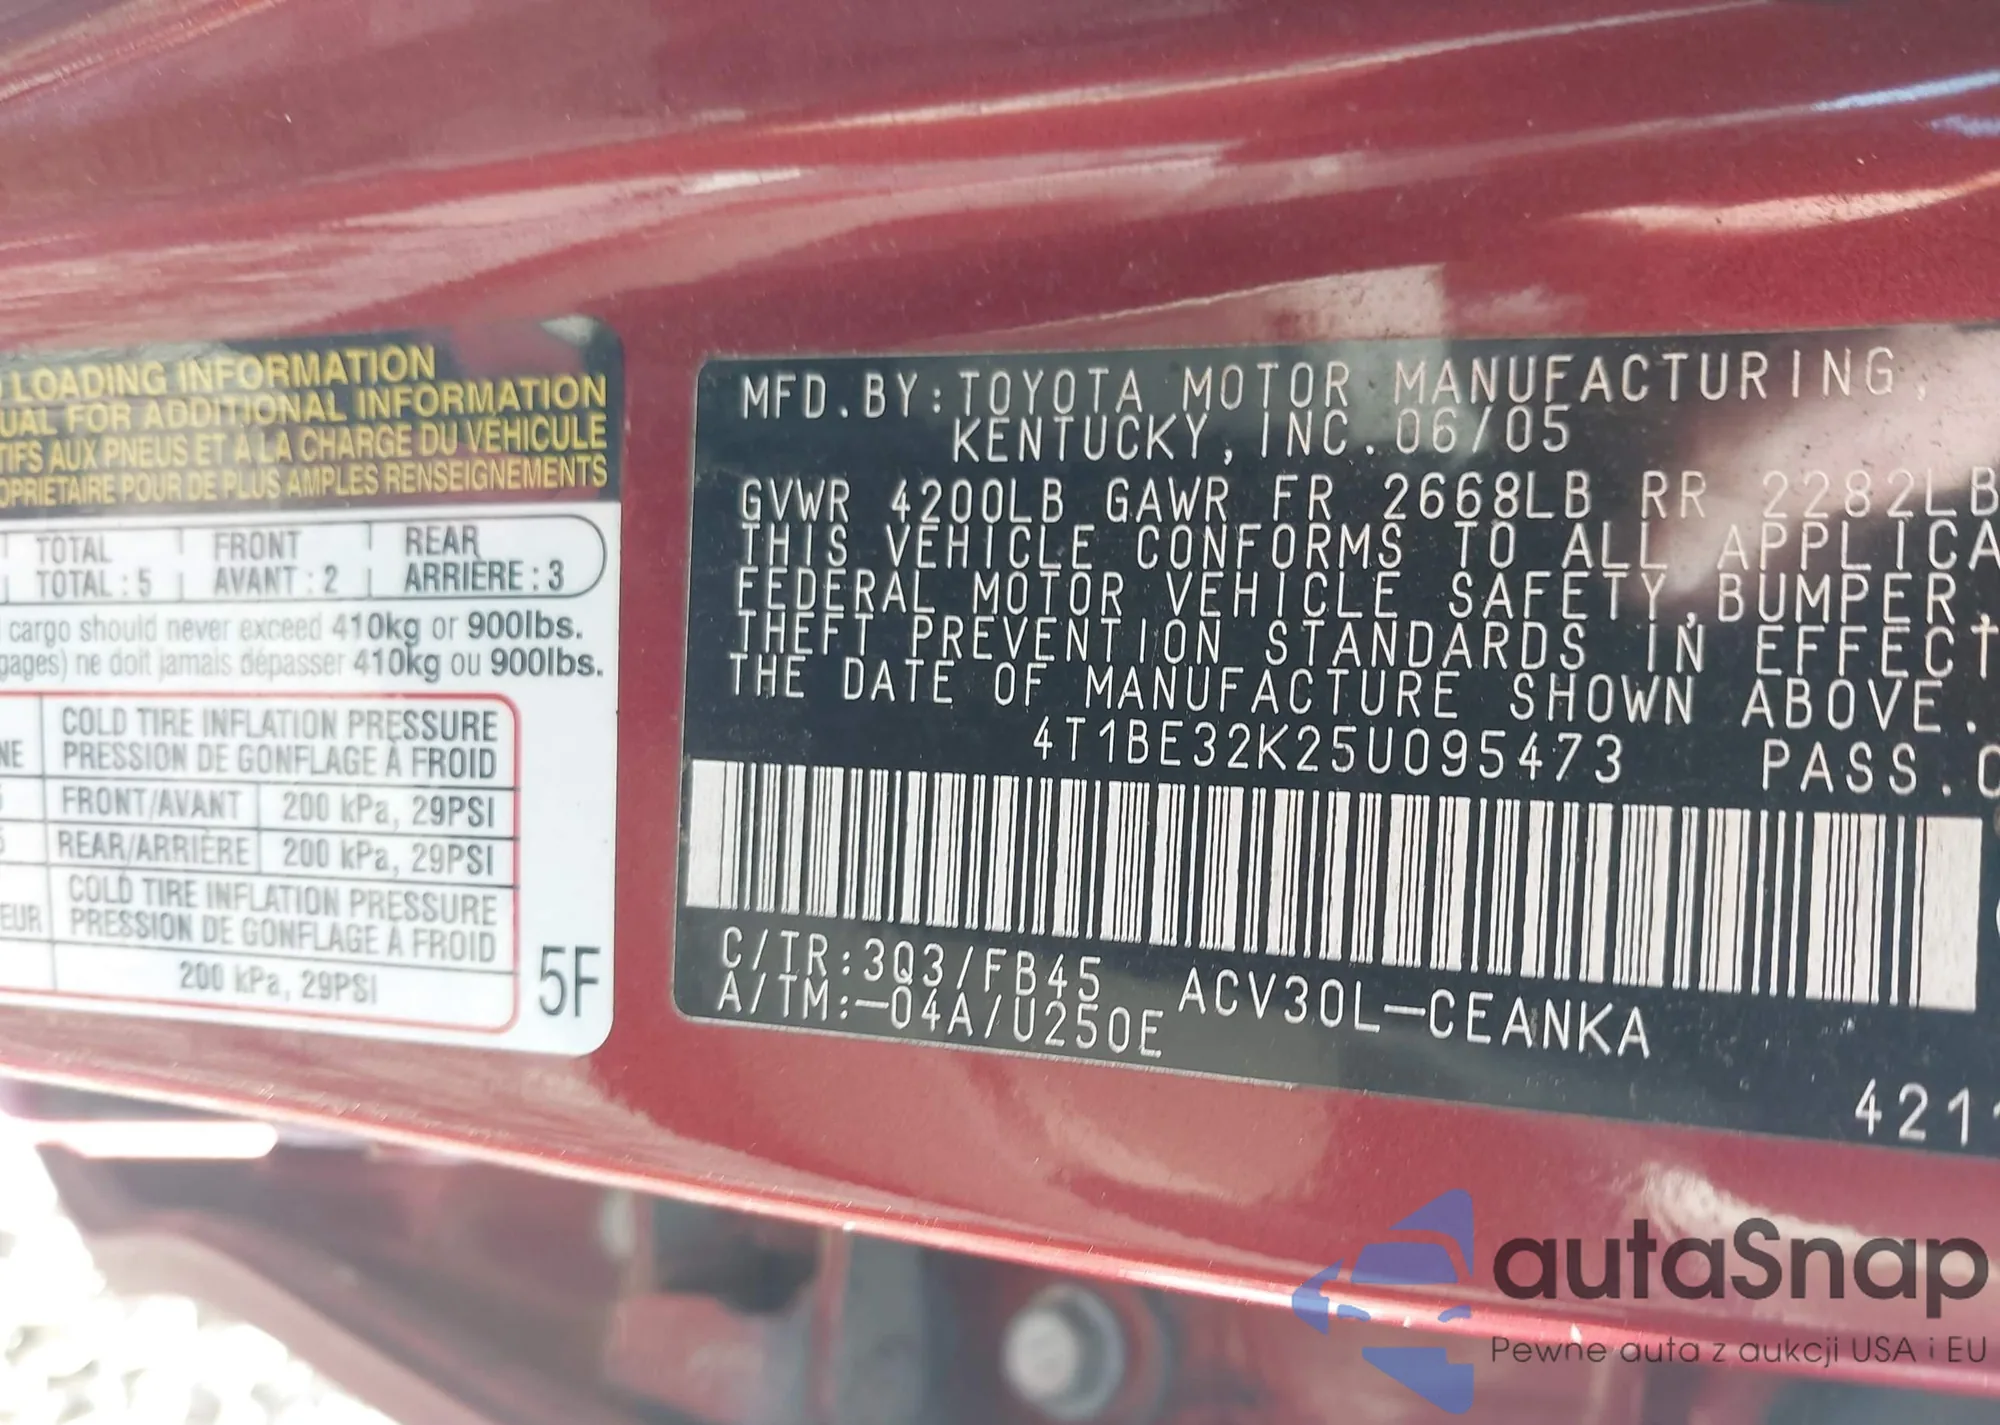 LOADING INFORMATION
UAL FOR ADDITIONAL INFORMATION
TIFS AUX PNEUS ET À LA CHARGE DU VÉHICULE
OPRIÉTAIRE POUR DE PLUS AMPLES RENSEIGNEMENTS
TOTAL FRONT REAR
TOTAL : 5 AVANT : 2 ARRIÈRE : 3
cargo should never exceed 410kg or 900lbs.
gages) ne doit jamais dépasser 410kg ou 900lbs.
COLD TIRE INFLATION PRESSURE
NE PRESSION DE GONFLAGE À FROID
FRONT/AVANT 200 kPa, 29PSI
REAR/ARRIÈRE 200 kPa, 29PSI
COLD TIRE INFLATION PRESSURE
EUR PRESSION DE GONFLAGE À FROID
200 kPa, 29PSI
5F
MFD.BY:TOYOTA MOTOR MANUFACTURING,
KENTUCKY,INC.06/05
GVWR 4200LB GAWR FR 2668LB RR 2282LB
THIS VEHICLE CONFORMS TO ALL APPLICA
FEDERAL MOTOR VEHICLE SAFETY,BUMPER,
THEFT PREVENTION STANDARDS IN EFFECT
THE DATE OF MANUFACTURE SHOWN ABOVE.
4T1BE32K25U095473 PASS.
C/TR:3Q3/FB45 ACV30L-CEANKA
A/TM:-04A/U250E
4211
autaSnap
Pewne auta z aukcji USA i EU